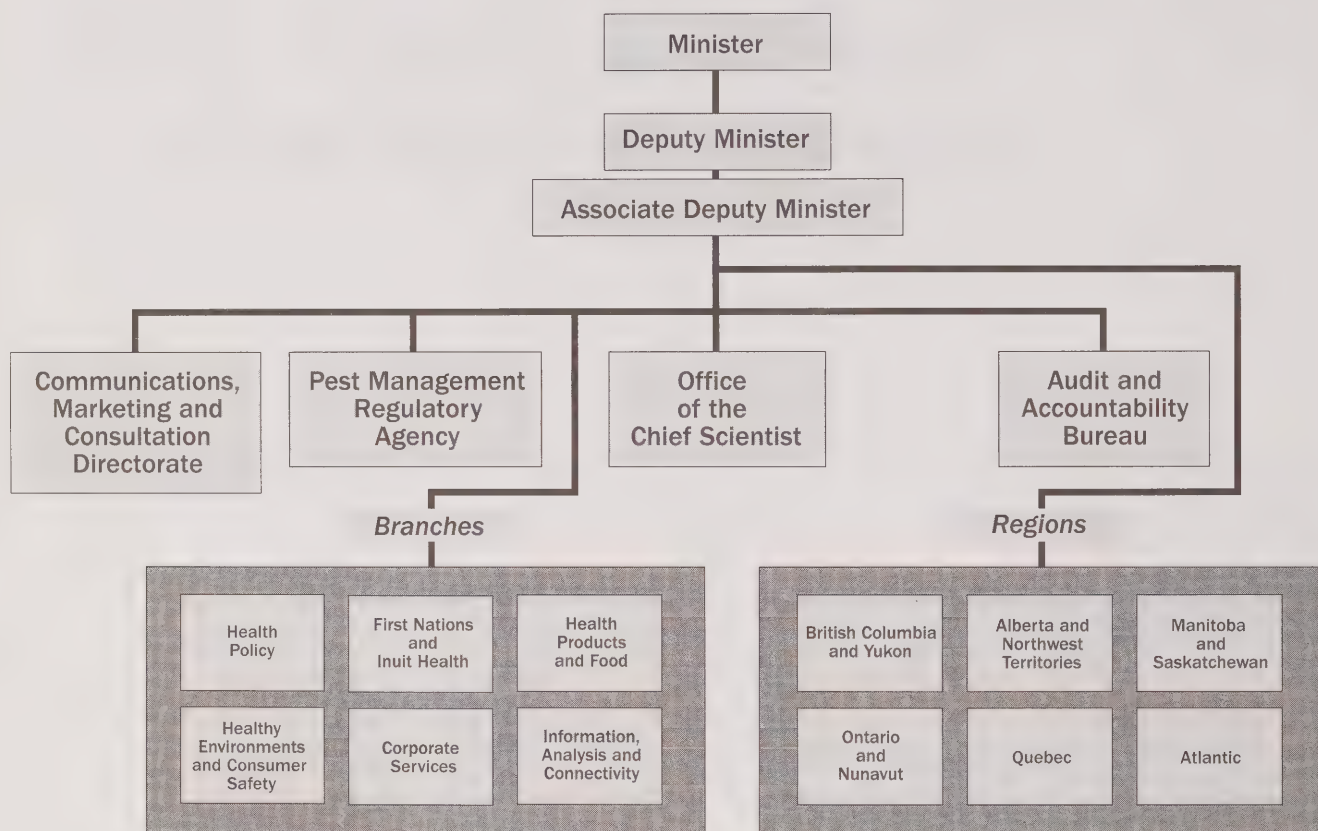 Minister
Deputy Minister
Associate Deputy Minister
Communications,
Marketing and
Consultation
Directorate
Pest Management
Regulatory
Agency
Office
of the
Chief Scientist
Audit and
Accountability
Bureau
Branches
Health
Policy
First Nations
and
Inuit Health
Health
Products
and Food
Healthy
Environments
and Consumer
Safety
Corporate
Services
Information,
Analysis and
Connectivity
Regions
British Columbia
and Yukon
Alberta and
Northwest
Territories
Manitoba
and
Saskatchewan
Ontario
and
Nunavut
Quebec
Atlantic